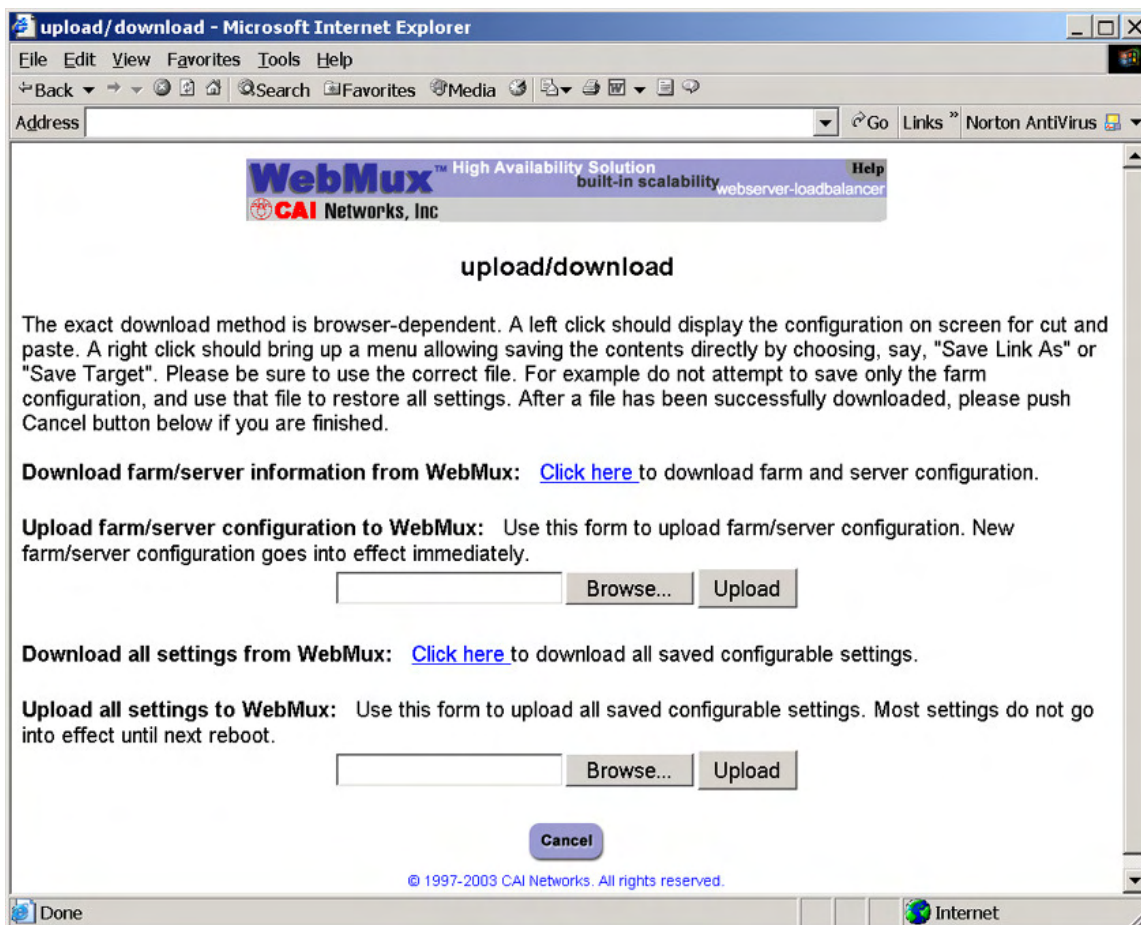 upload/download - Microsoft Internet Explorer
File Edit View Favorites Tools Help
Back Search Favorites Media
Address Go Links » Norton AntiVirus
WebMux™ High Availability Solution Help
built-in scalability webserver-loadbalancer
CAI Networks, Inc
upload/download
The exact download method is browser-dependent. A left click should display the configuration on screen for cut and
paste. A right click should bring up a menu allowing saving the contents directly by choosing, say, "Save Link As" or
"Save Target". Please be sure to use the correct file. For example do not attempt to save only the farm
configuration, and use that file to restore all settings. After a file has been successfully downloaded, please push
Cancel button below if you are finished.
Download farm/server information from WebMux: Click here to download farm and server configuration.
Upload farm/server configuration to WebMux: Use this form to upload farm/server configuration. New
farm/server configuration goes into effect immediately.
Browse... Upload
Download all settings from WebMux: Click here to download all saved configurable settings.
Upload all settings to WebMux: Use this form to upload all saved configurable settings. Most settings do not go
into effect until next reboot.
Browse... Upload
Cancel
© 1997-2003 CAI Networks. All rights reserved.
Done Internet